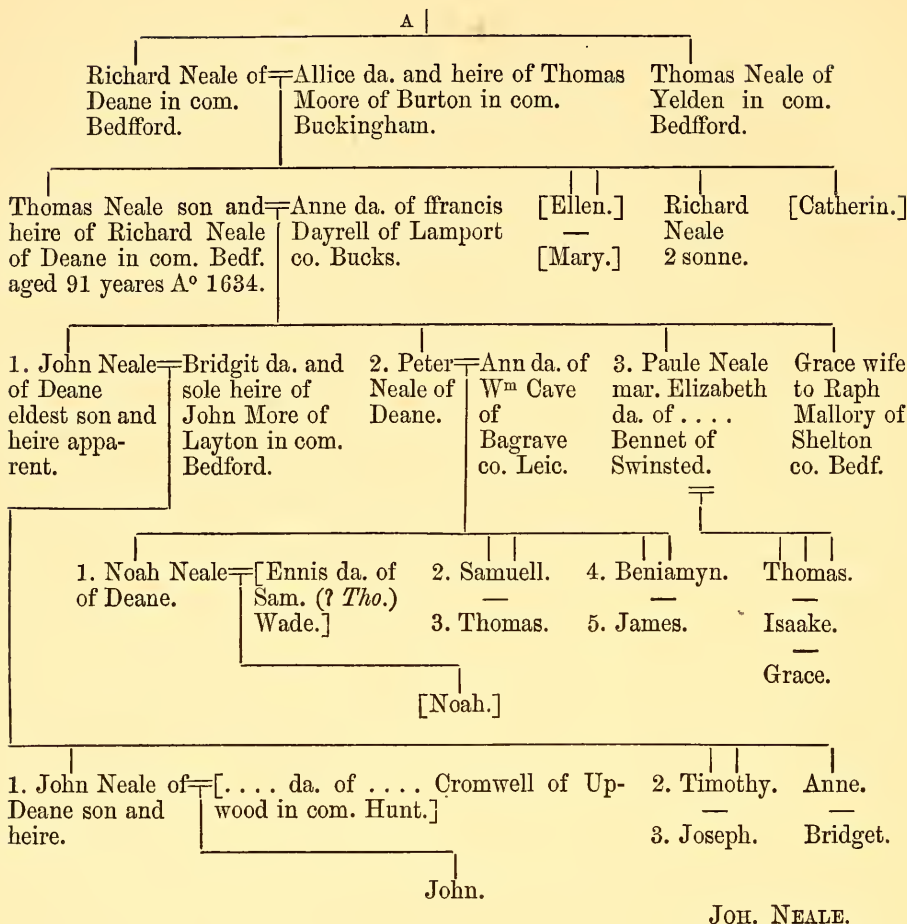 A
Richard Neale of
Deane in com.
Bedfford.
Allice da. and heire of Thomas
Moore of Burton in com.
Buckingham.
Thomas Neale of
Yelden in com.
Bedfford.
Thomas Neale son and
heire of Richard Neale
of Deane in com. Bedf.
aged 91 yeares Aº 1634.
Anne da. of ffrancis
Dayrell of Lamport
co. Bucks.
[Ellen.]
—
[Mary.]
Richard
Neale
2 sonne.
[Catherin.]
1. John Neale
of Deane
eldest son and
heire appa-
rent.
Bridgit da. and
sole heire of
John More of
Layton in com.
Bedford.
2. Peter
Neale of
Deane.
Ann da. of
Wᵐ Cave
of
Bagrave
co. Leic.
3. Paule Neale
mar. Elizabeth
da. of . . . .
Bennet of
Swinsted.
Grace wife
to Raph
Mallory of
Shelton
co. Bedf.
1. Noah Neale
of Deane.
[Ennis da. of
Sam. (? Tho.)
Wade.]
2. Samuell.
—
3. Thomas.
4. Beniamyn.
—
5. James.
Thomas.
—
Isaake.
—
Grace.
[Noah.]
1. John Neale of
Deane son and
heire.
[. . . . da. of . . . . Cromwell of Up-
wood in com. Hunt.]
2. Timothy.
—
3. Joseph.
Anne.
—
Bridget.
John.
JOH. NEALE.